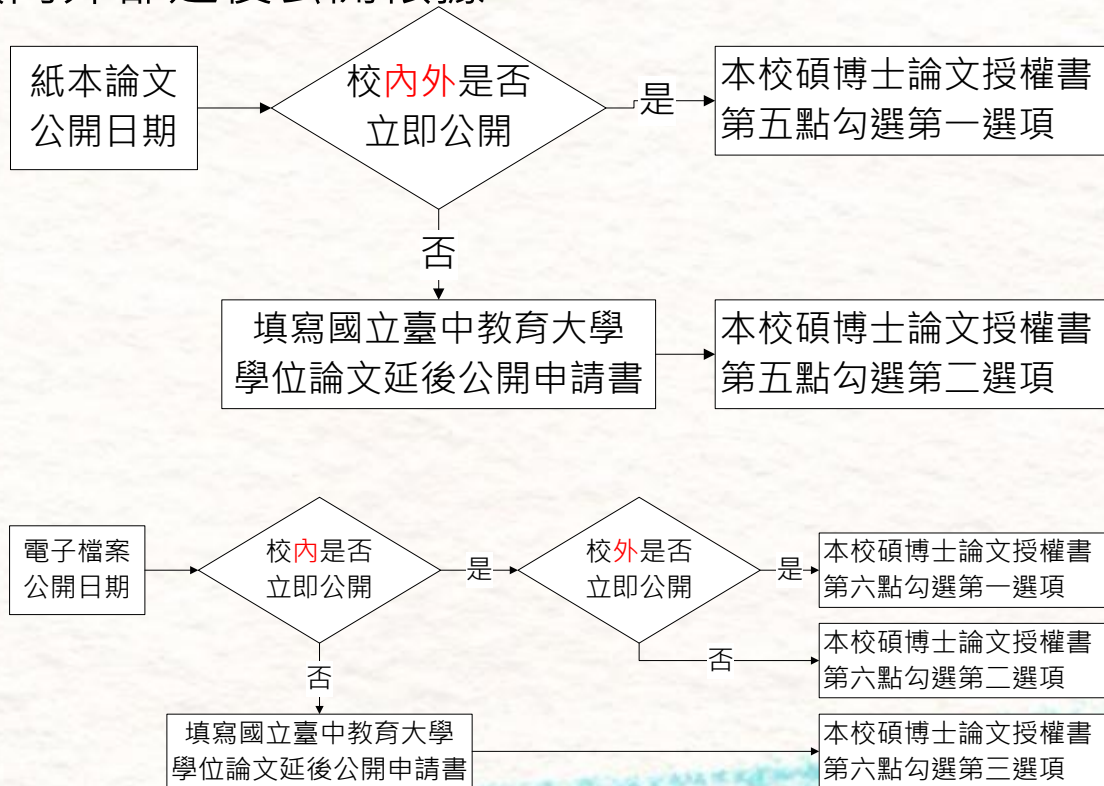 紙本論文
公開日期
校內外是否
立即公開
是
本校碩博士論文授權書
第五點勾選第一選項
否
填寫國立臺中教育大學
學位論文延後公開申請書
本校碩博士論文授權書
第五點勾選第二選項
電子檔案
公開日期
校內是否
立即公開
是
校外是否
立即公開
是
本校碩博士論文授權書
第六點勾選第一選項
否
本校碩博士論文授權書
第六點勾選第二選項
否
填寫國立臺中教育大學
學位論文延後公開申請書
本校碩博士論文授權書
第六點勾選第三選項